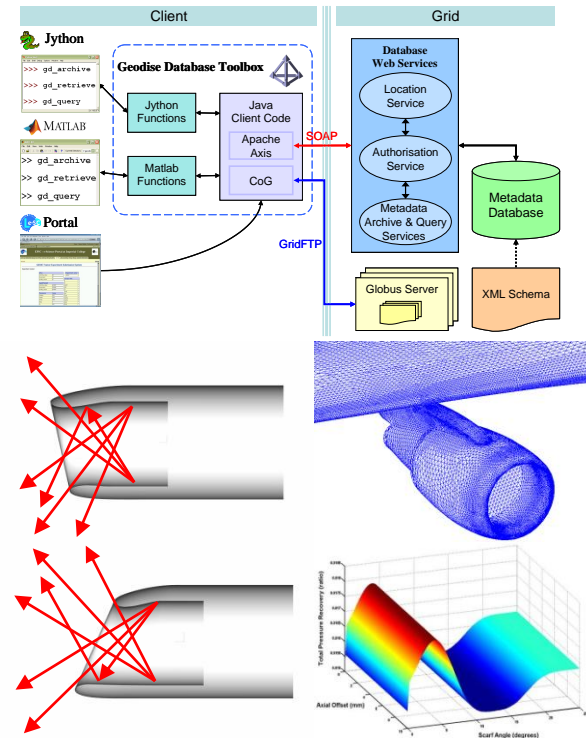 Client
Grid
Jython
>>> gd_archive
>>> gd_retrieve
>>> gd_query
MATLAB
>> gd_archive
>> gd_retrieve
>> gd_query
Portal
Geodise Database Toolbox
Jython
Functions
Matlab
Functions
Java
Client Code
Apache
Axis
CoG
SOAP
GridFTP
Database
Web Services
Location
Service
Authorisation
Service
Metadata
Archive & Query
Services
Metadata
Database
Globus Server
XML Schema
Total Pressure Recovery (ratio)
Axial Offset (mm)
Scarf Angle (degrees)